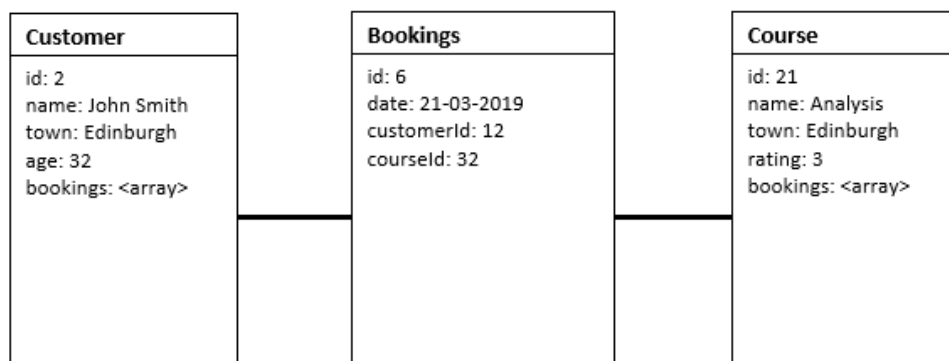 Customer
id: 2
name: John Smith
town: Edinburgh
age: 32
bookings: <array>
Bookings
id: 6
date: 21-03-2019
customerId: 12
courseId: 32
Course
id: 21
name: Analysis
town: Edinburgh
rating: 3
bookings: <array>